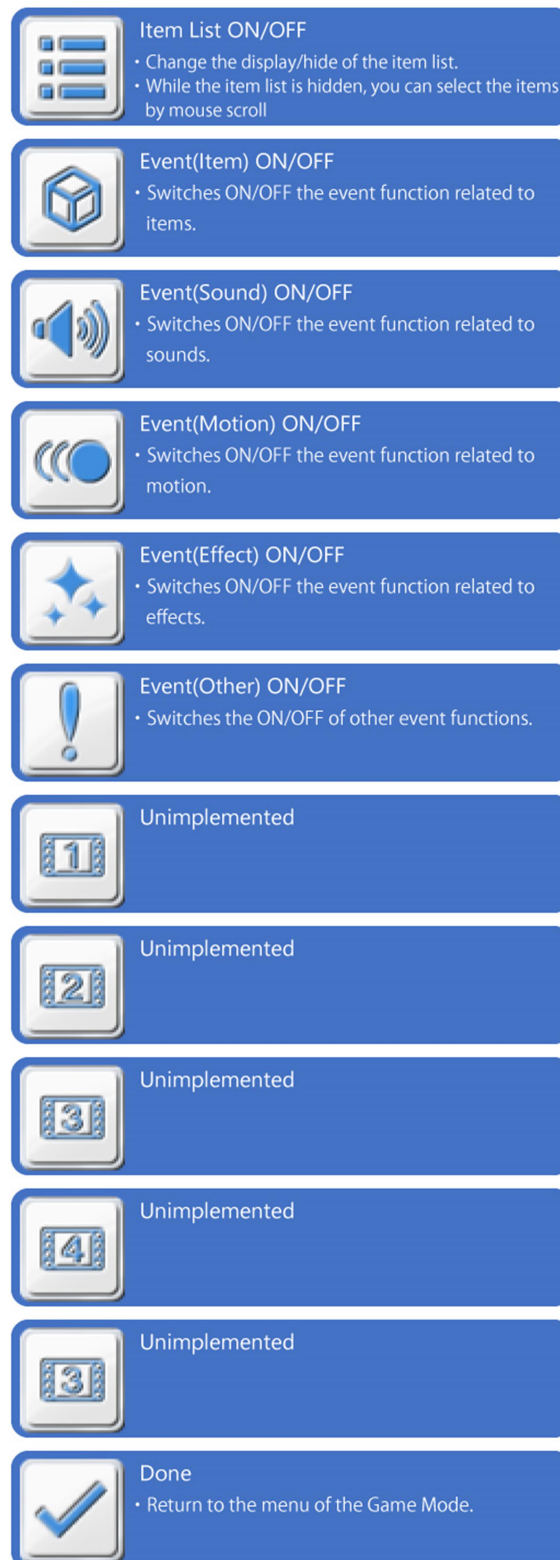 Item List ON/OFF
・Change the display/hide of the item list.
・While the item list is hidden, you can select the items
by mouse scroll
Event(Item) ON/OFF
・Switches ON/OFF the event function related to
items.
Event(Sound) ON/OFF
・Switches ON/OFF the event function related to
sounds.
Event(Motion) ON/OFF
・Switches ON/OFF the event function related to
motion.
Event(Effect) ON/OFF
・Switches ON/OFF the event function related to
effects.
Event(Other) ON/OFF
・Switches the ON/OFF of other event functions.
1
Unimplemented
2
Unimplemented
3
Unimplemented
4
Unimplemented
3
Unimplemented
Done
・Return to the menu of the Game Mode.